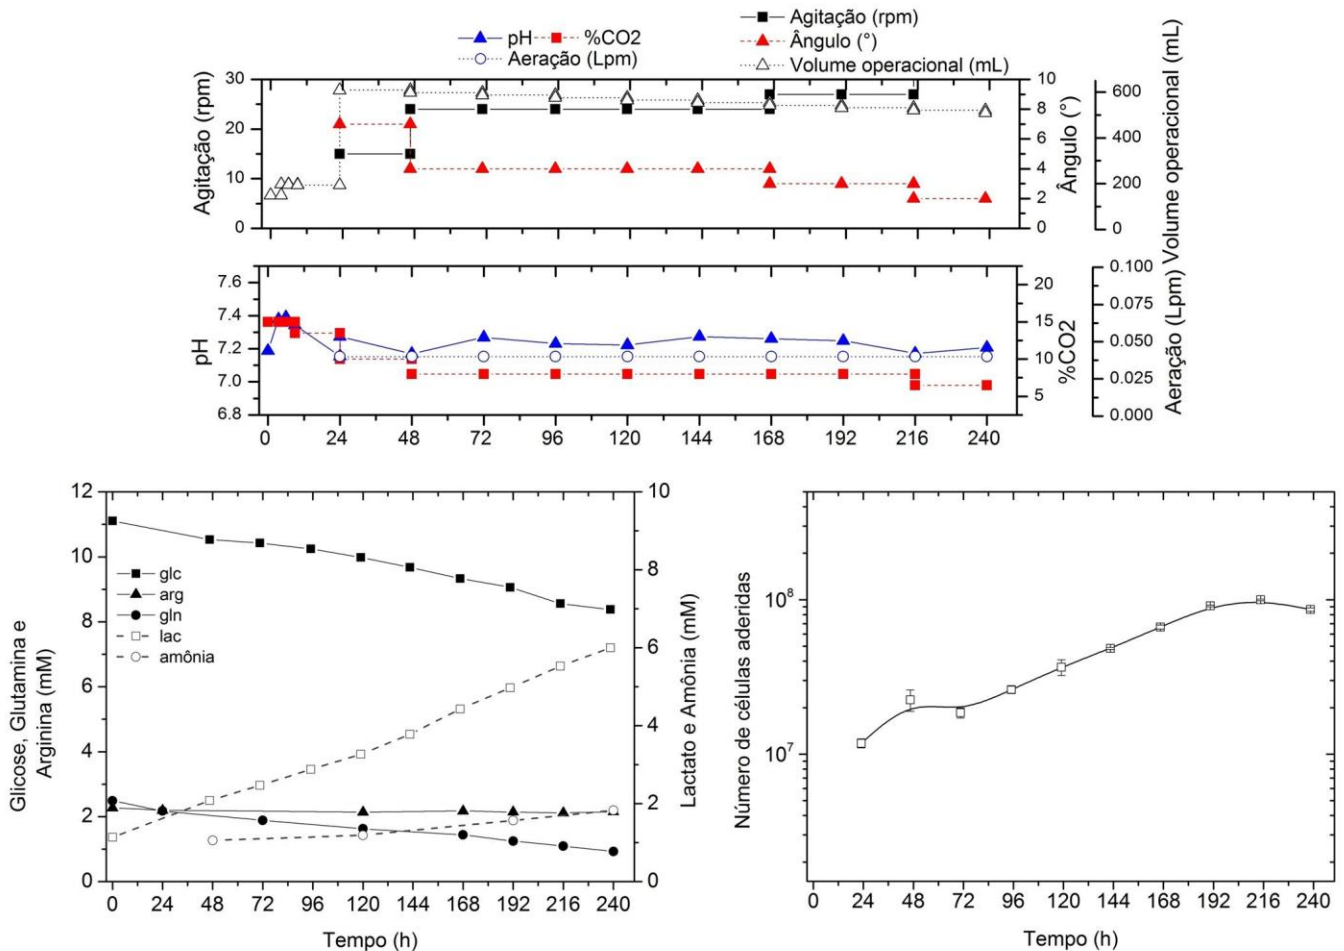 Agitação (rpm)
pH %CO2 Ângulo (°)
Aeração (Lpm) Volume operacional (mL)
Agitação (rpm)
30
20
10
0
10
8
6
4
2
0
Ângulo (°)
600
400
200
0
Volume operacional (mL)
pH
7.6
7.4
7.2
7.0
6.8
20
15
10
5
%CO2
0.100
0.075
0.050
0.025
0.000
Aeração (Lpm)
0 24 48 72 96 120 144 168 192 216 240
Glicose, Glutamina e
Arginina (mM)
12
10
8
6
4
2
0
glc
arg
gln
lac
amônia
10
8
6
4
2
0
Lactato e Amônia (mM)
0 24 48 72 96 120 144 168 192 216 240
Tempo (h)
Número de células aderidas
10^8
10^7
0 24 48 72 96 120 144 168 192 216 240
Tempo (h)